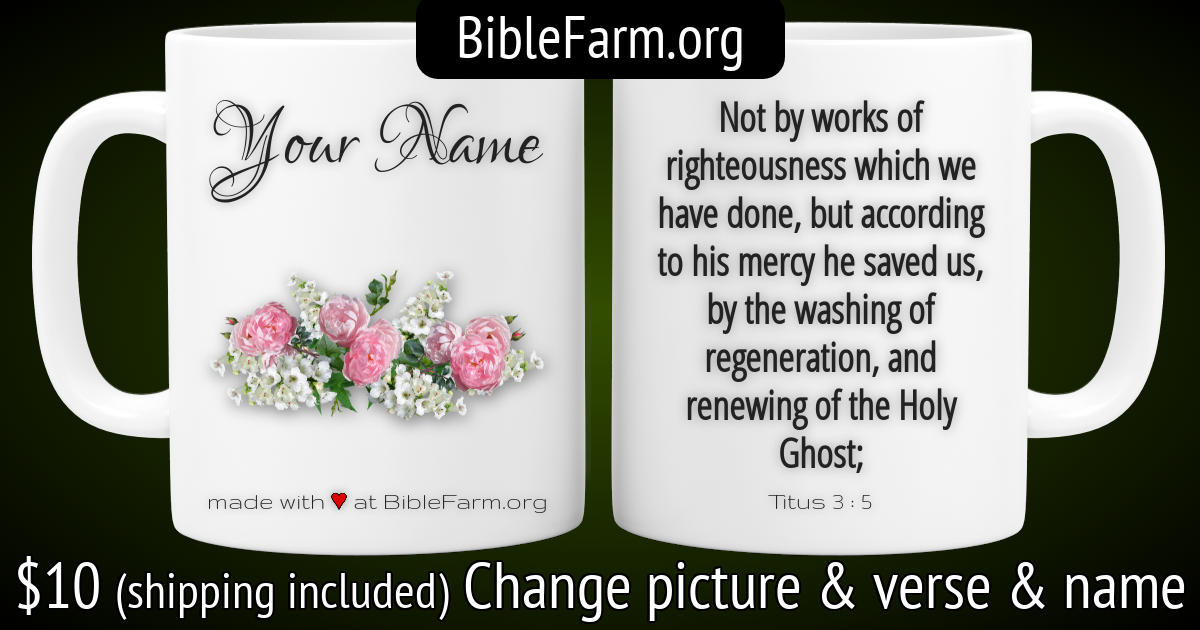 BibleFarm.org
Your Name
made with ♥ at BibleFarm.org
Not by works of
righteousness which we
have done, but according
to his mercy he saved us,
by the washing of
regeneration, and
renewing of the Holy
Ghost;
Titus 3 : 5
$10 (shipping included) Change picture & verse & name